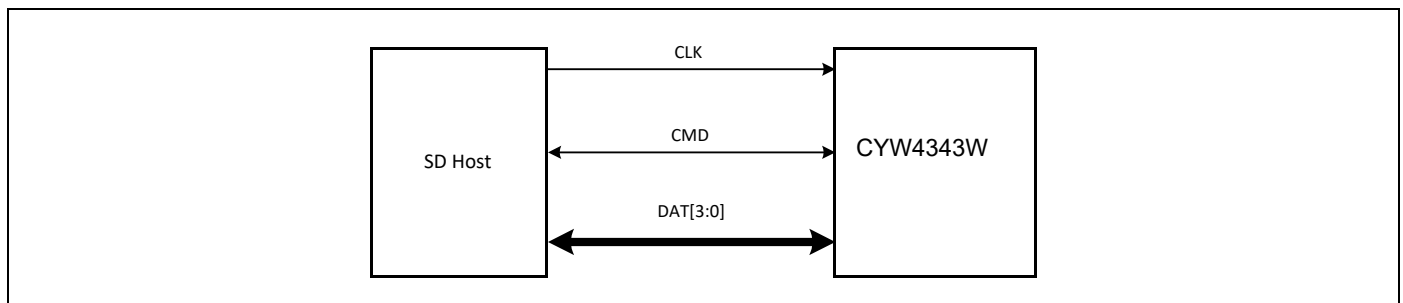 CLK
CMD
SD Host
CYW4343W
DAT[3:0]